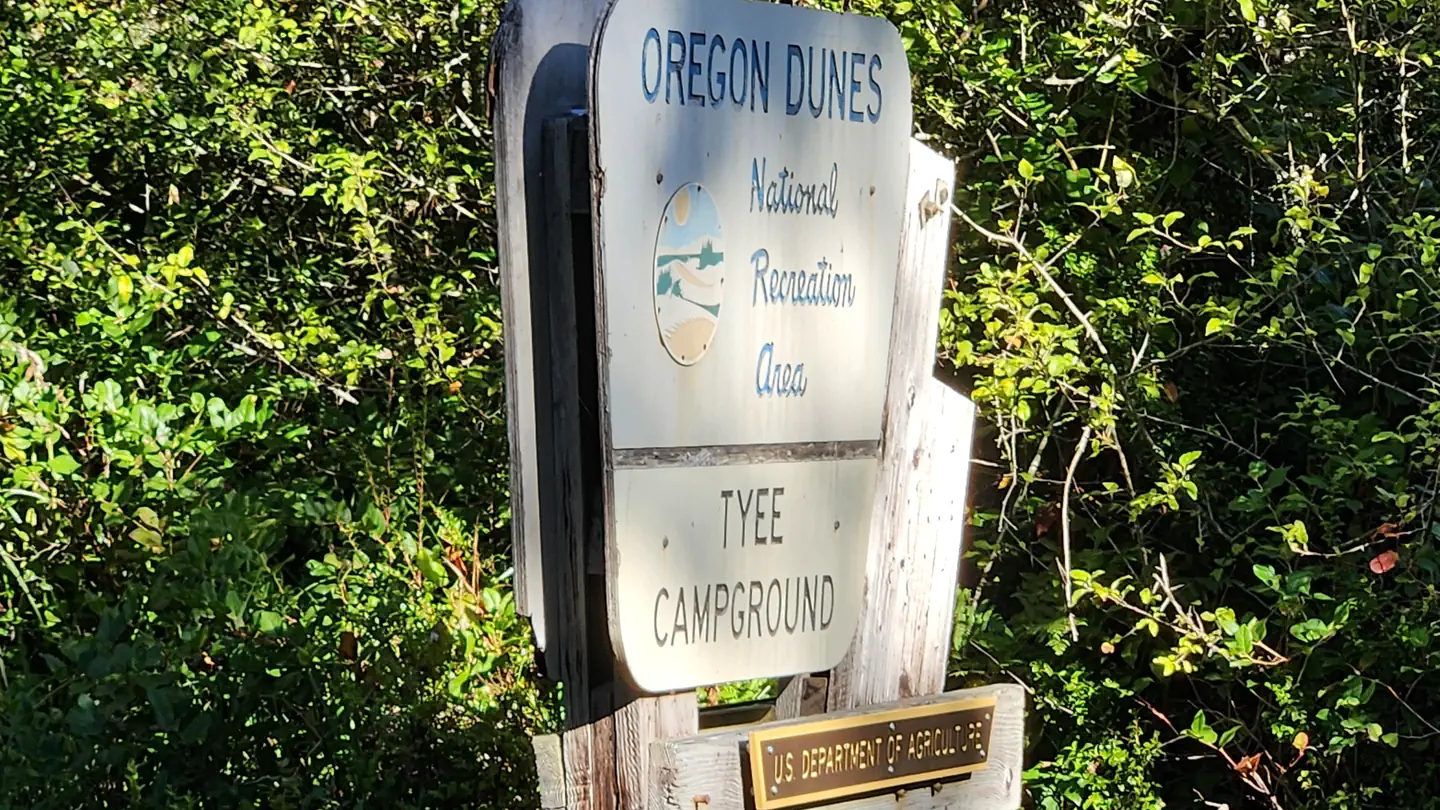 OREGON DUNES
National
Recreation
Area
TYEE
CAMPGROUND
U.S. DEPARTMENT OF AGRICULTURE